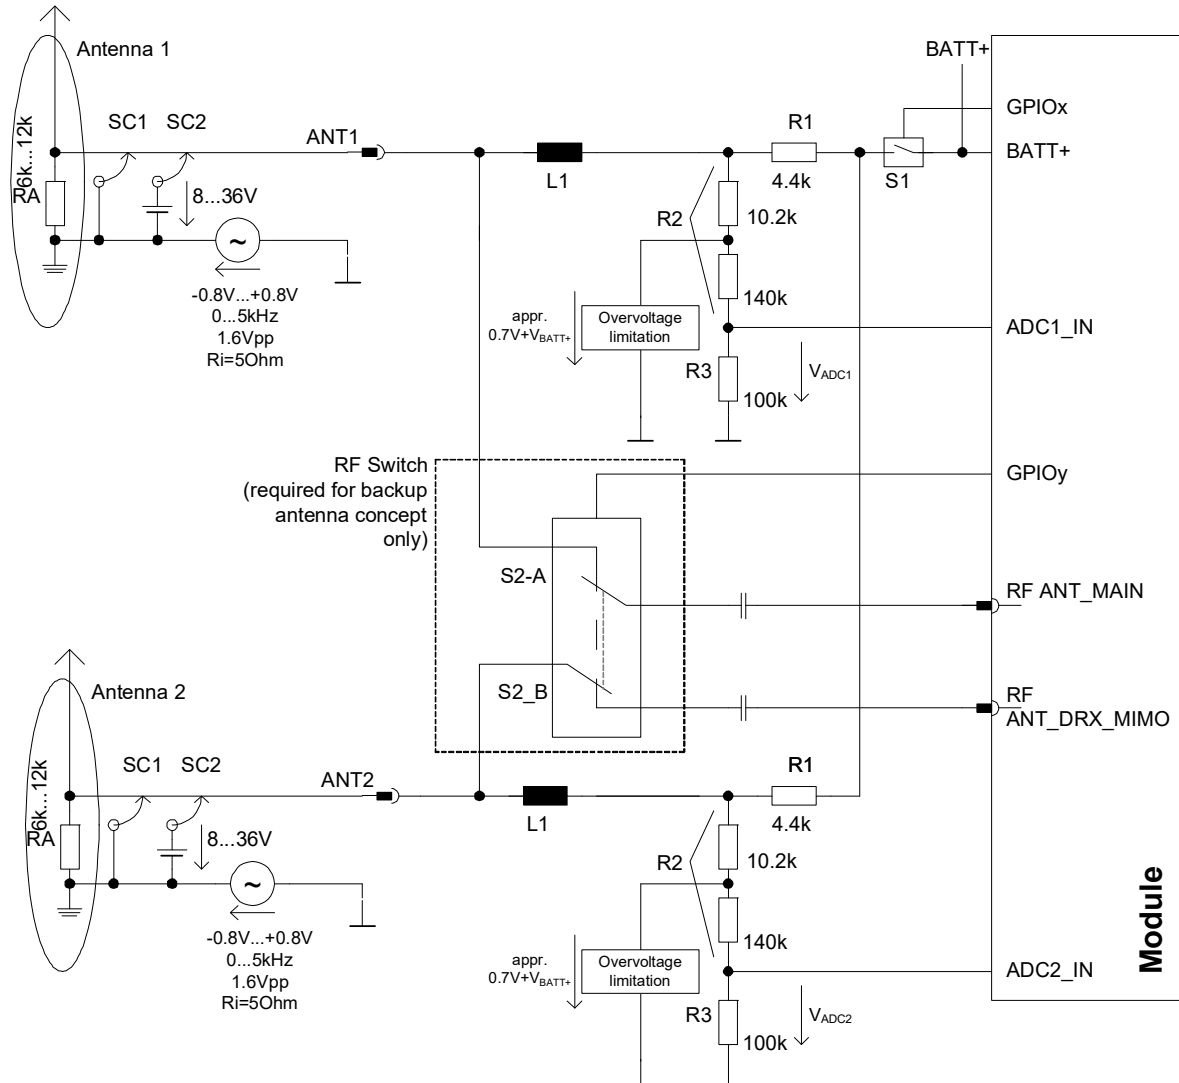 Antenna 1
BATT+
GPIOx
SC1
SC2
ANT1
R1
BATT+
6k...12k
L1
4.4k
S1
RA
8...36V
R2
10.2k
~
-0.8V...+0.8V
0...5kHz
1.6Vpp
Ri=5Ohm
140k
appr.
0.7V+VBATT+
Overvoltage
limitation
ADC1_IN
R3
VADC1
100k
RF Switch
(required for backup
antenna concept
only)
GPIOy
S2-A
RF ANT_MAIN
Antenna 2
S2_B
RF
ANT_DRX_MIMO
SC1
SC2
ANT2
R1
6k...12k
L1
4.4k
RA
8...36V
R2
10.2k
~
-0.8V...+0.8V
0...5kHz
1.6Vpp
Ri=5Ohm
140k
appr.
0.7V+VBATT+
Overvoltage
limitation
ADC2_IN
R3
VADC2
100k
Module